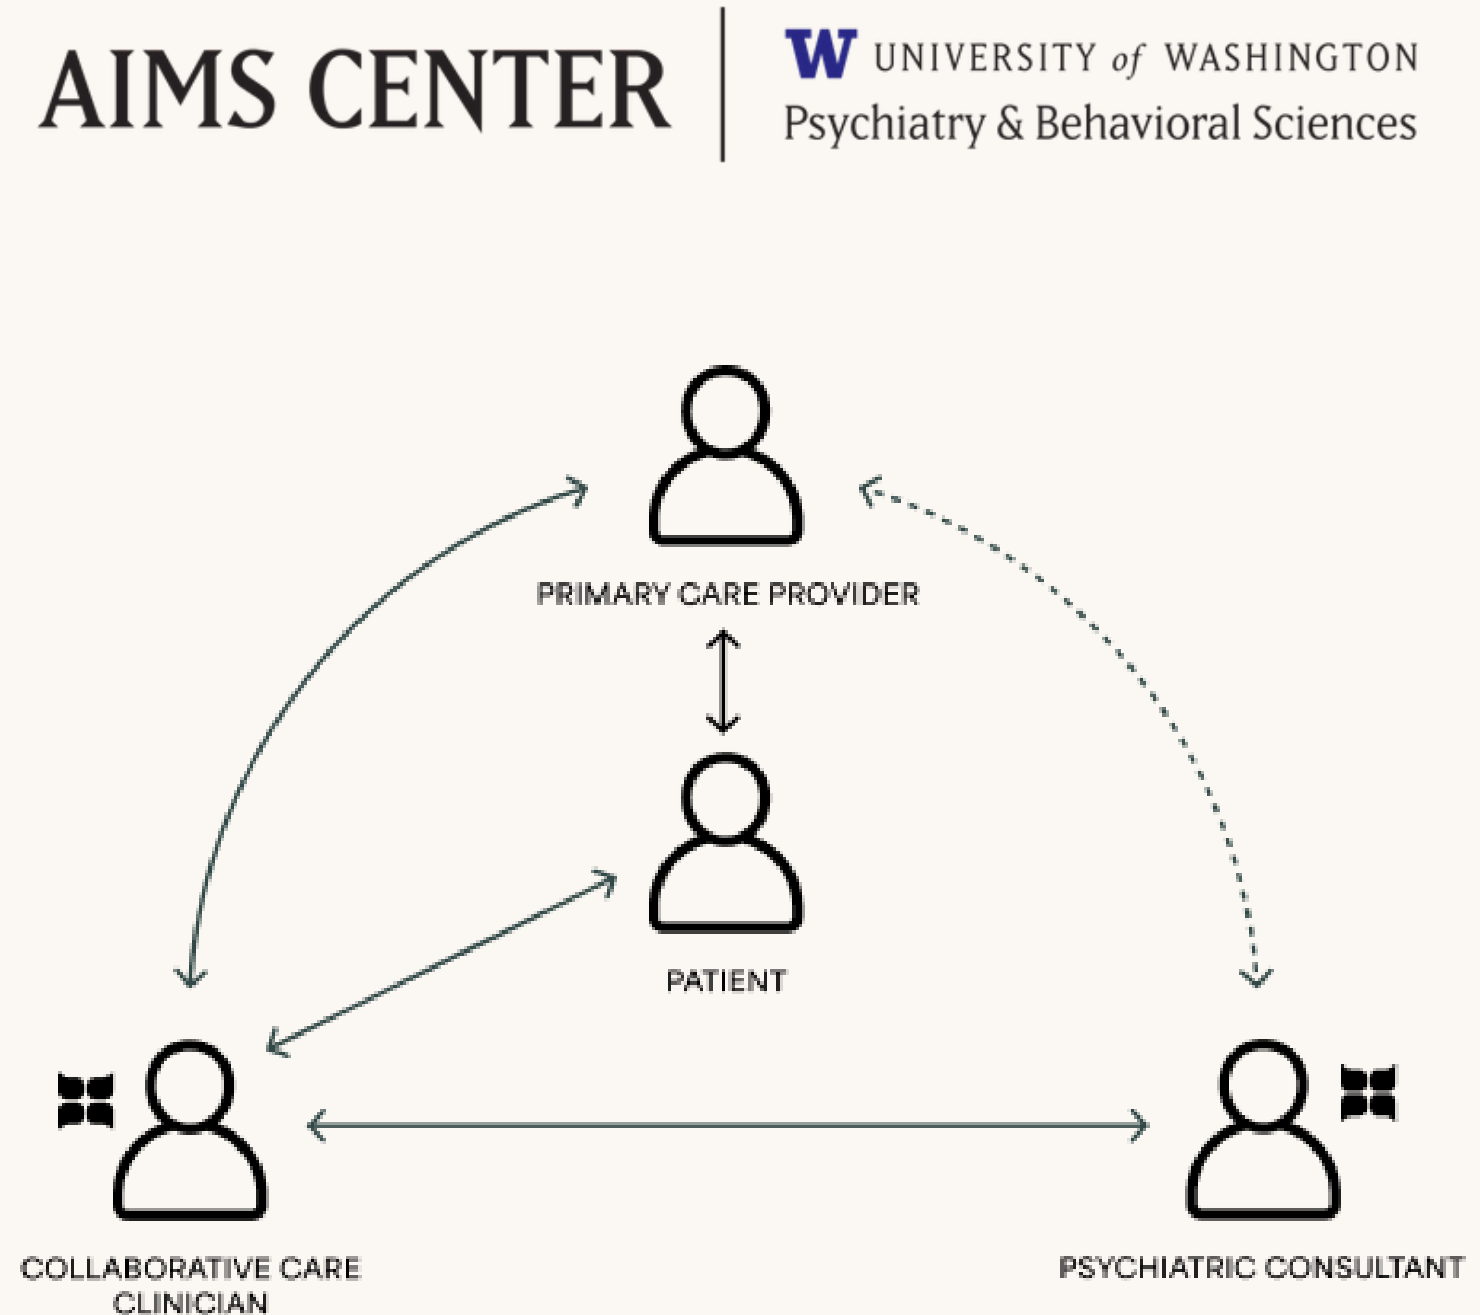 AIMS CENTER
W UNIVERSITY of WASHINGTON
Psychiatry & Behavioral Sciences
PRIMARY CARE PROVIDER
PATIENT
COLLABORATIVE CARE
CLINICIAN
PSYCHIATRIC CONSULTANT